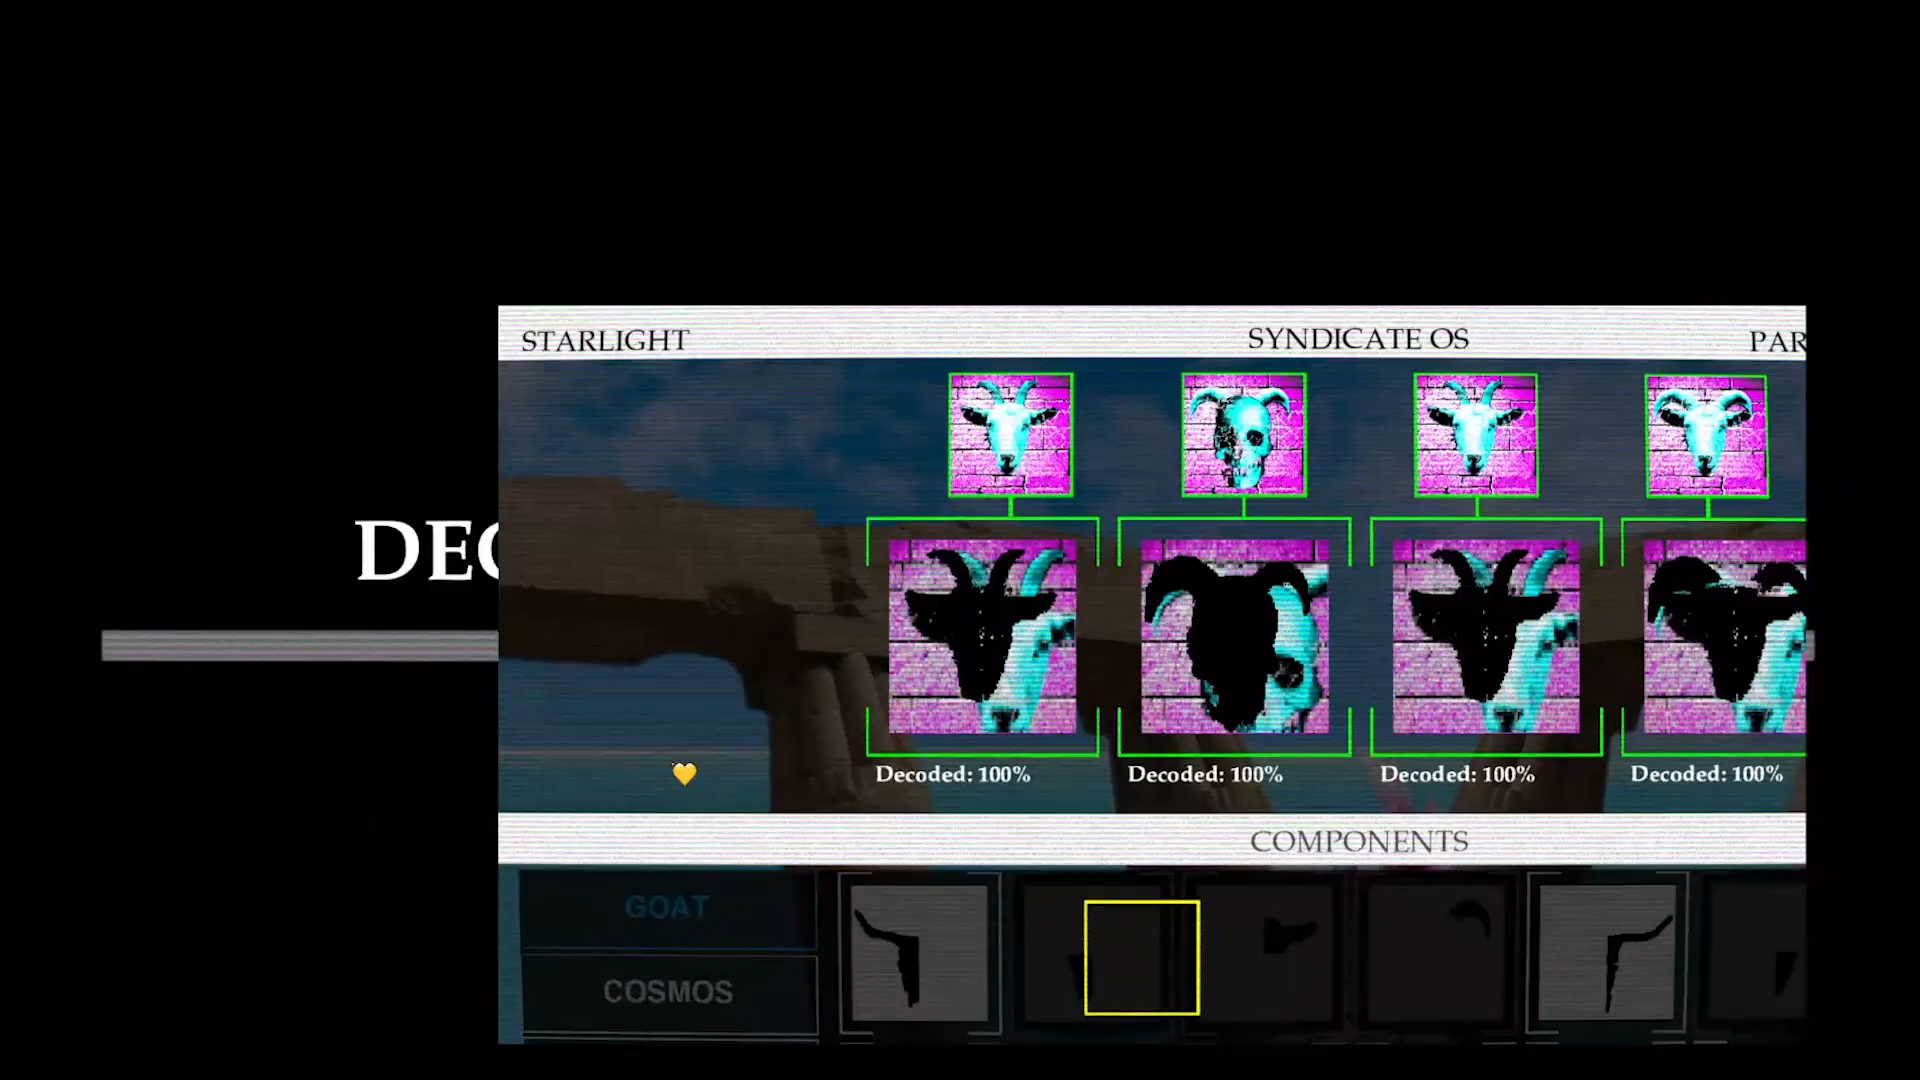 STARLIGHT
SYNDICATE OS
PAR
DEC
Decoded: 100%
Decoded: 100%
Decoded: 100%
Decoded: 100%
COMPONENTS
GOAT
COSMOS